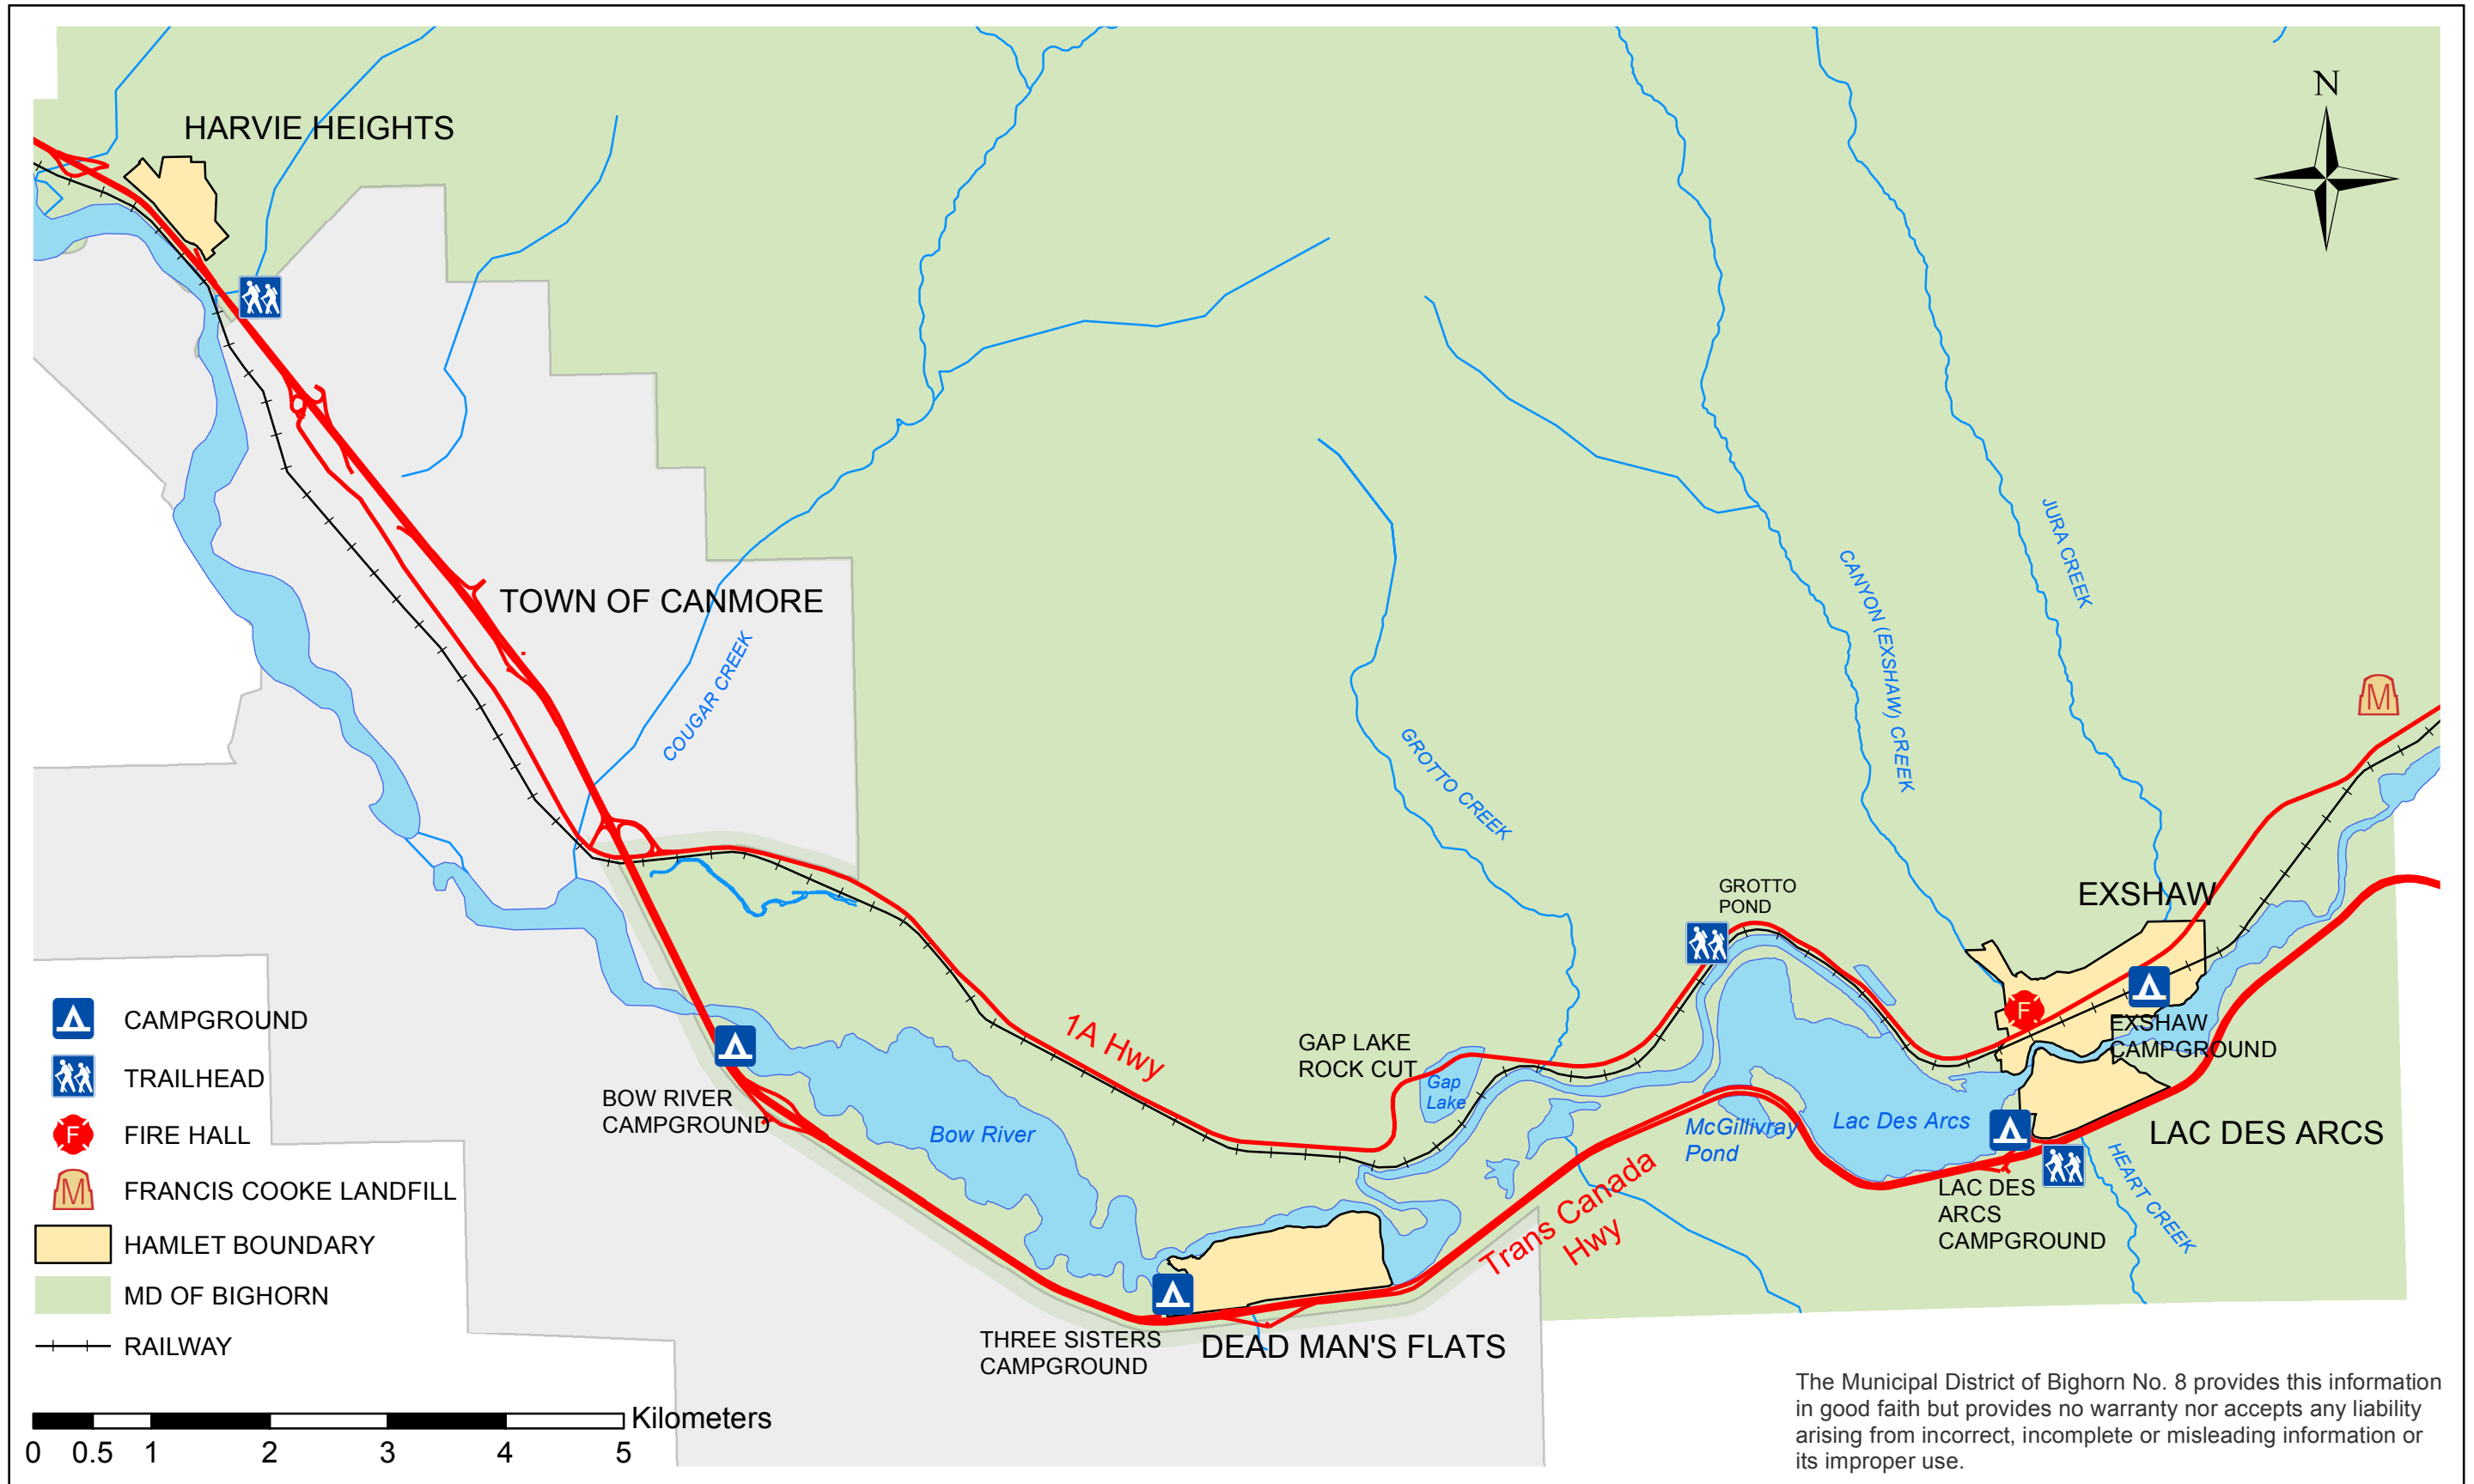 N
HARVIE HEIGHTS
TOWN OF CANMORE
COUGAR CREEK
JURA CREEK
CANYON (EXSHAW) CREEK
GROTTO CREEK
M
GROTTO
POND
EXSHAW
F
EXSHAW
CAMPGROUND
1A Hwy
GAP LAKE
ROCK CUT
Gap
Lake
BOW RIVER
CAMPGROUND
Bow River
McGillivray
Pond
Lac Des Arcs
LAC DES ARCS
HEART CREEK
LAC DES
ARCS
CAMPGROUND
Trans Canada
Hwy
THREE SISTERS
CAMPGROUND
DEAD MAN'S FLATS
CAMPGROUND
TRAILHEAD
F FIRE HALL
M FRANCIS COOKE LANDFILL
HAMLET BOUNDARY
MD OF BIGHORN
RAILWAY
Kilometers
0 0.5 1 2 3 4 5
The Municipal District of Bighorn No. 8 provides this information
in good faith but provides no warranty nor accepts any liability
arising from incorrect, incomplete or misleading information or
its improper use.